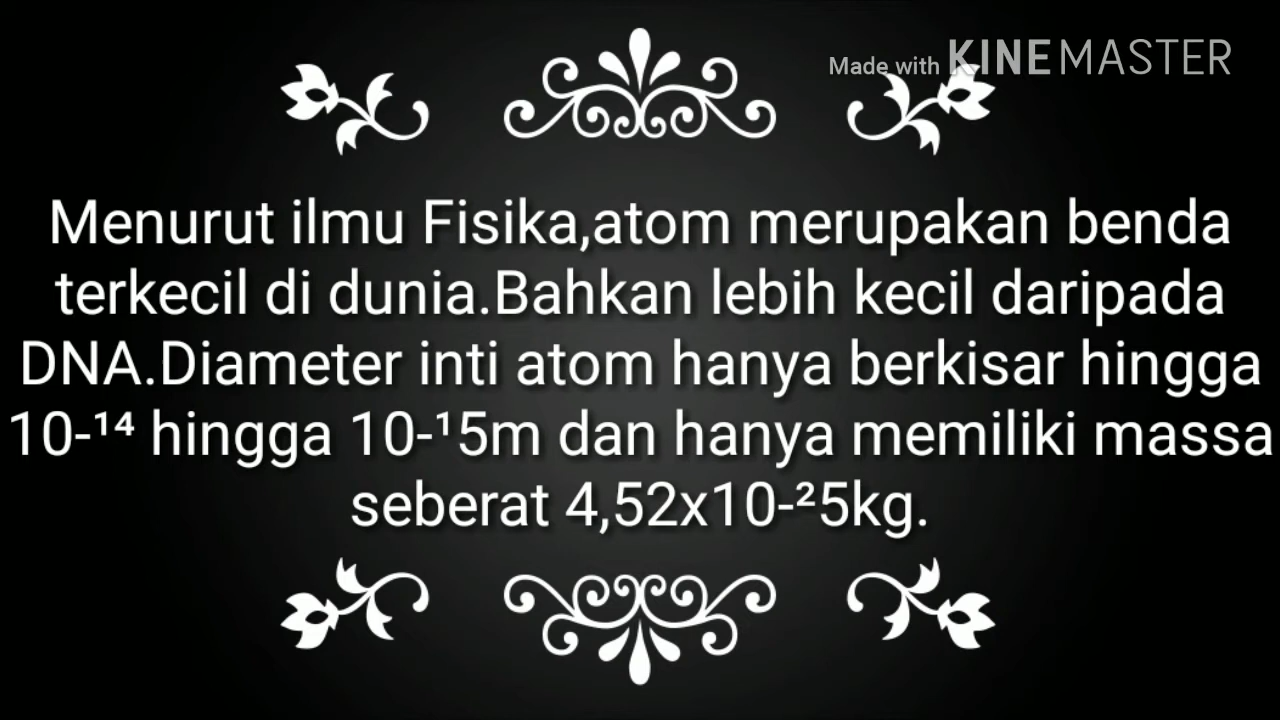 Made with KINEMASTER
Menurut ilmu Fisika,atom merupakan benda
terkecil di dunia.Bahkan lebih kecil daripada
DNA.Diameter inti atom hanya berkisar hingga
10-¹⁴ hingga 10-¹5m dan hanya memiliki massa
seberat 4,52x10-²5kg.